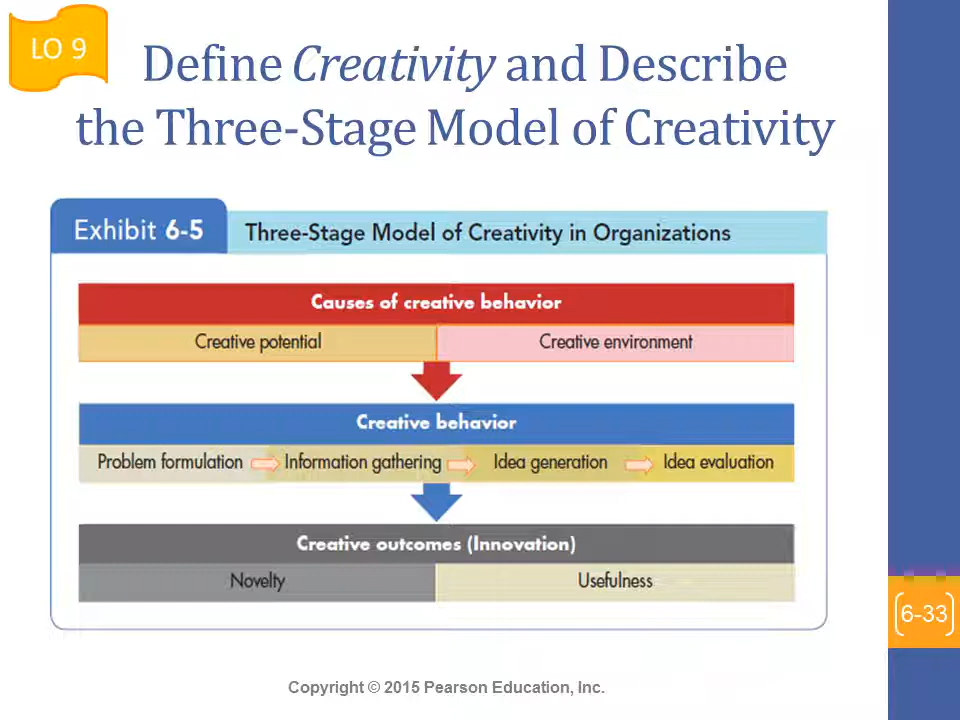 LO 9
Define Creativity and Describe
the Three-Stage Model of Creativity
Exhibit 6-5
Three-Stage Model of Creativity in Organizations
Causes of creative behavior
Creative potential
Creative environment
Creative behavior
Problem formulation
Information gathering
Idea generation
Idea evaluation
Creative outcomes (Innovation)
Novelty
Usefulness
6-33
Copyright © 2015 Pearson Education, Inc.